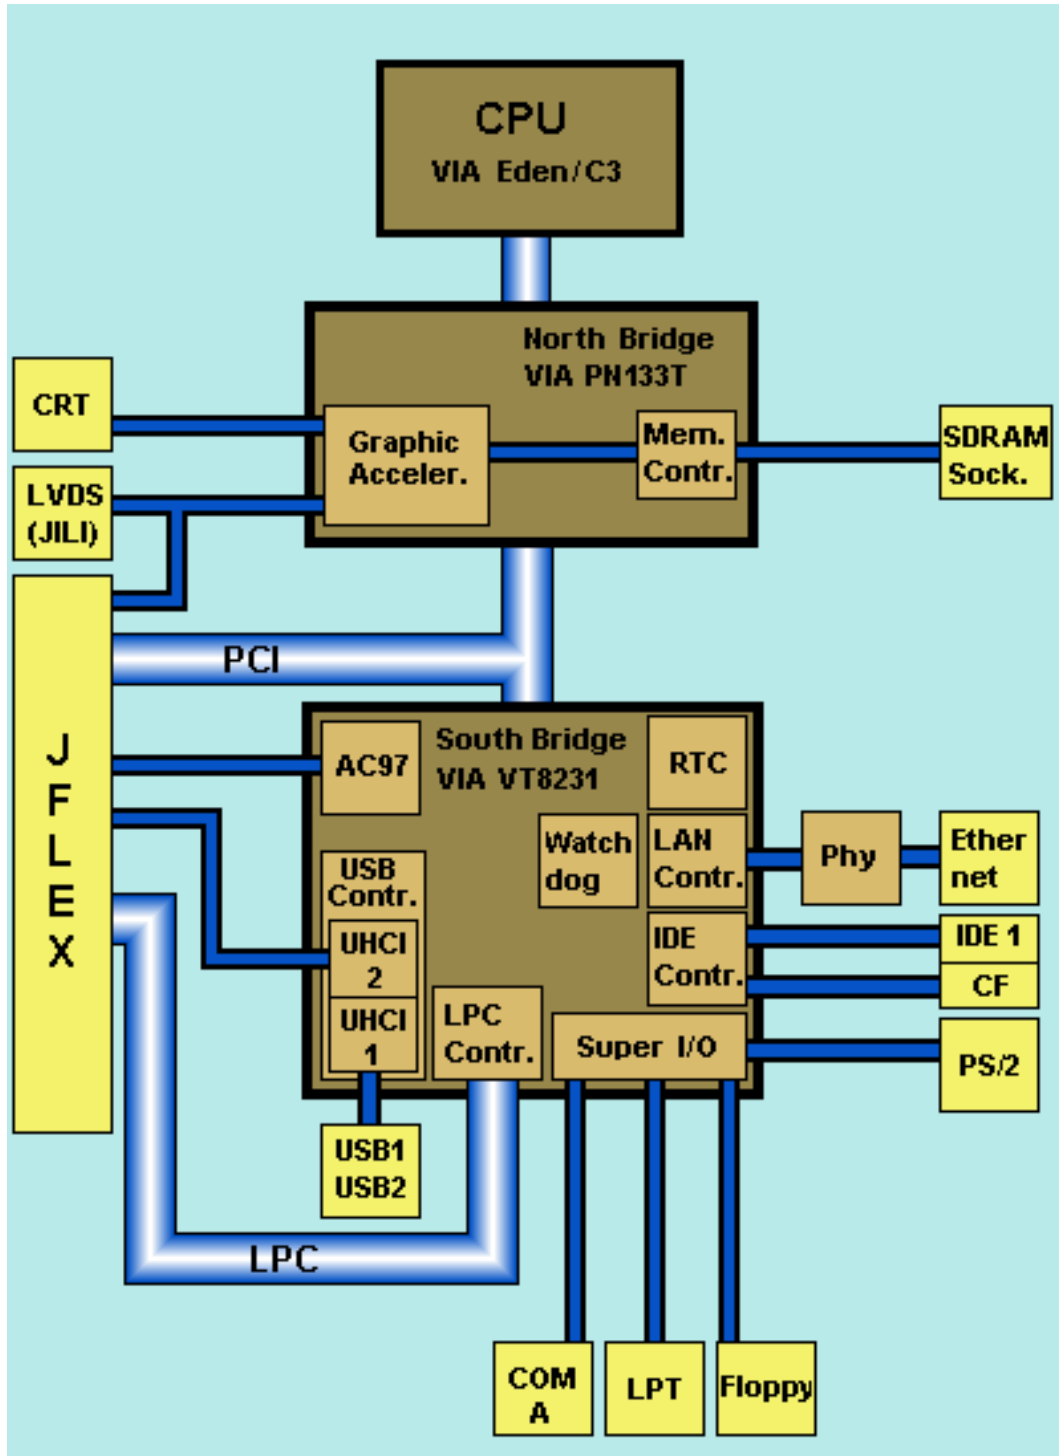 CPU
VIA Eden/C3
North Bridge
VIA PN133T
CRT
Graphic
Acceler.
Mem.
Contr.
SDRAM
Sock.
LVDS
(JILI)
PCI
J
F
L
E
X
AC97
South Bridge
VIA VT8231
RTC
Watch
dog
LAN
Contr.
Phy
Ether
net
USB
Contr.
UHCI
2
UHCI
1
IDE
Contr.
IDE 1
CF
LPC
Contr.
Super I/O
PS/2
USB1
USB2
LPC
COM
A
LPT
Floppy